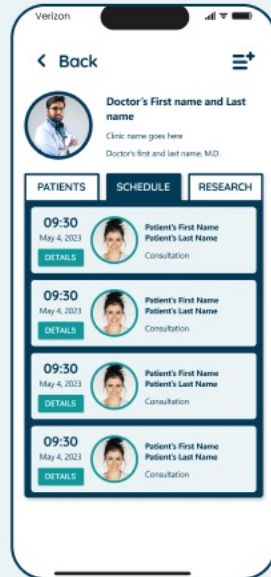 Verizon
Back
Doctor's First name and Last
name
Clinic name goes here
Doctor's first and last name, M.D.
PATIENTS
SCHEDULE
RESEARCH
09:30
May 4, 2023
DETAILS
Patient's First Name
Patient's Last Name
Consultation
09:30
May 4, 2023
DETAILS
Patient's First Name
Patient's Last Name
Consultation
09:30
May 4, 2023
DETAILS
Patient's First Name
Patient's Last Name
Consultation
09:30
May 4, 2023
DETAILS
Patient's First Name
Patient's Last Name
Consultation